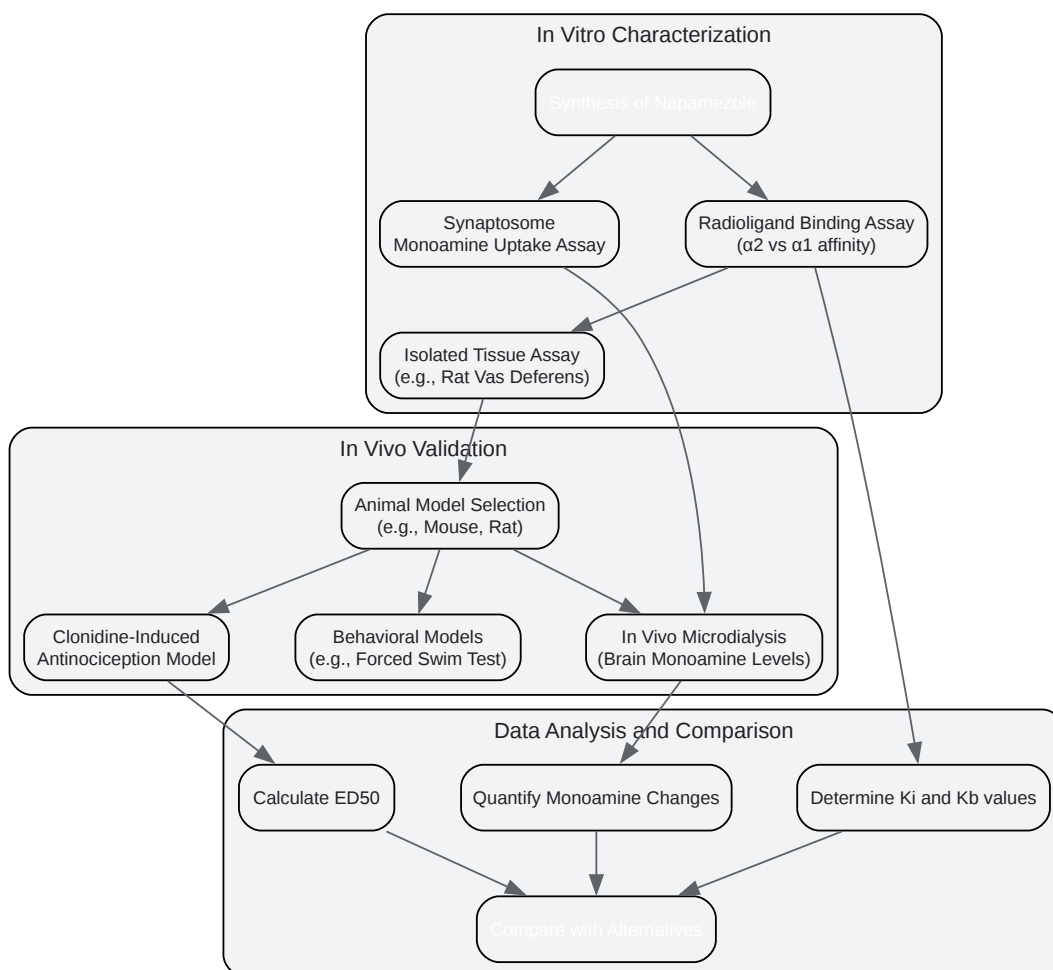 In Vitro Characterization
Synthesis of Napamezole
Synaptosome
Monoamine Uptake Assay
Radioligand Binding Assay
(α2 vs α1 affinity)
Isolated Tissue Assay
(e.g., Rat Vas Deferens)
In Vivo Validation
Animal Model Selection
(e.g., Mouse, Rat)
Clonidine-Induced
Antinociception Model
Behavioral Models
(e.g., Forced Swim Test)
In Vivo Microdialysis
(Brain Monoamine Levels)
Data Analysis and Comparison
Calculate ED50
Quantify Monoamine Changes
Determine Ki and Kb values
Compare with Alternatives